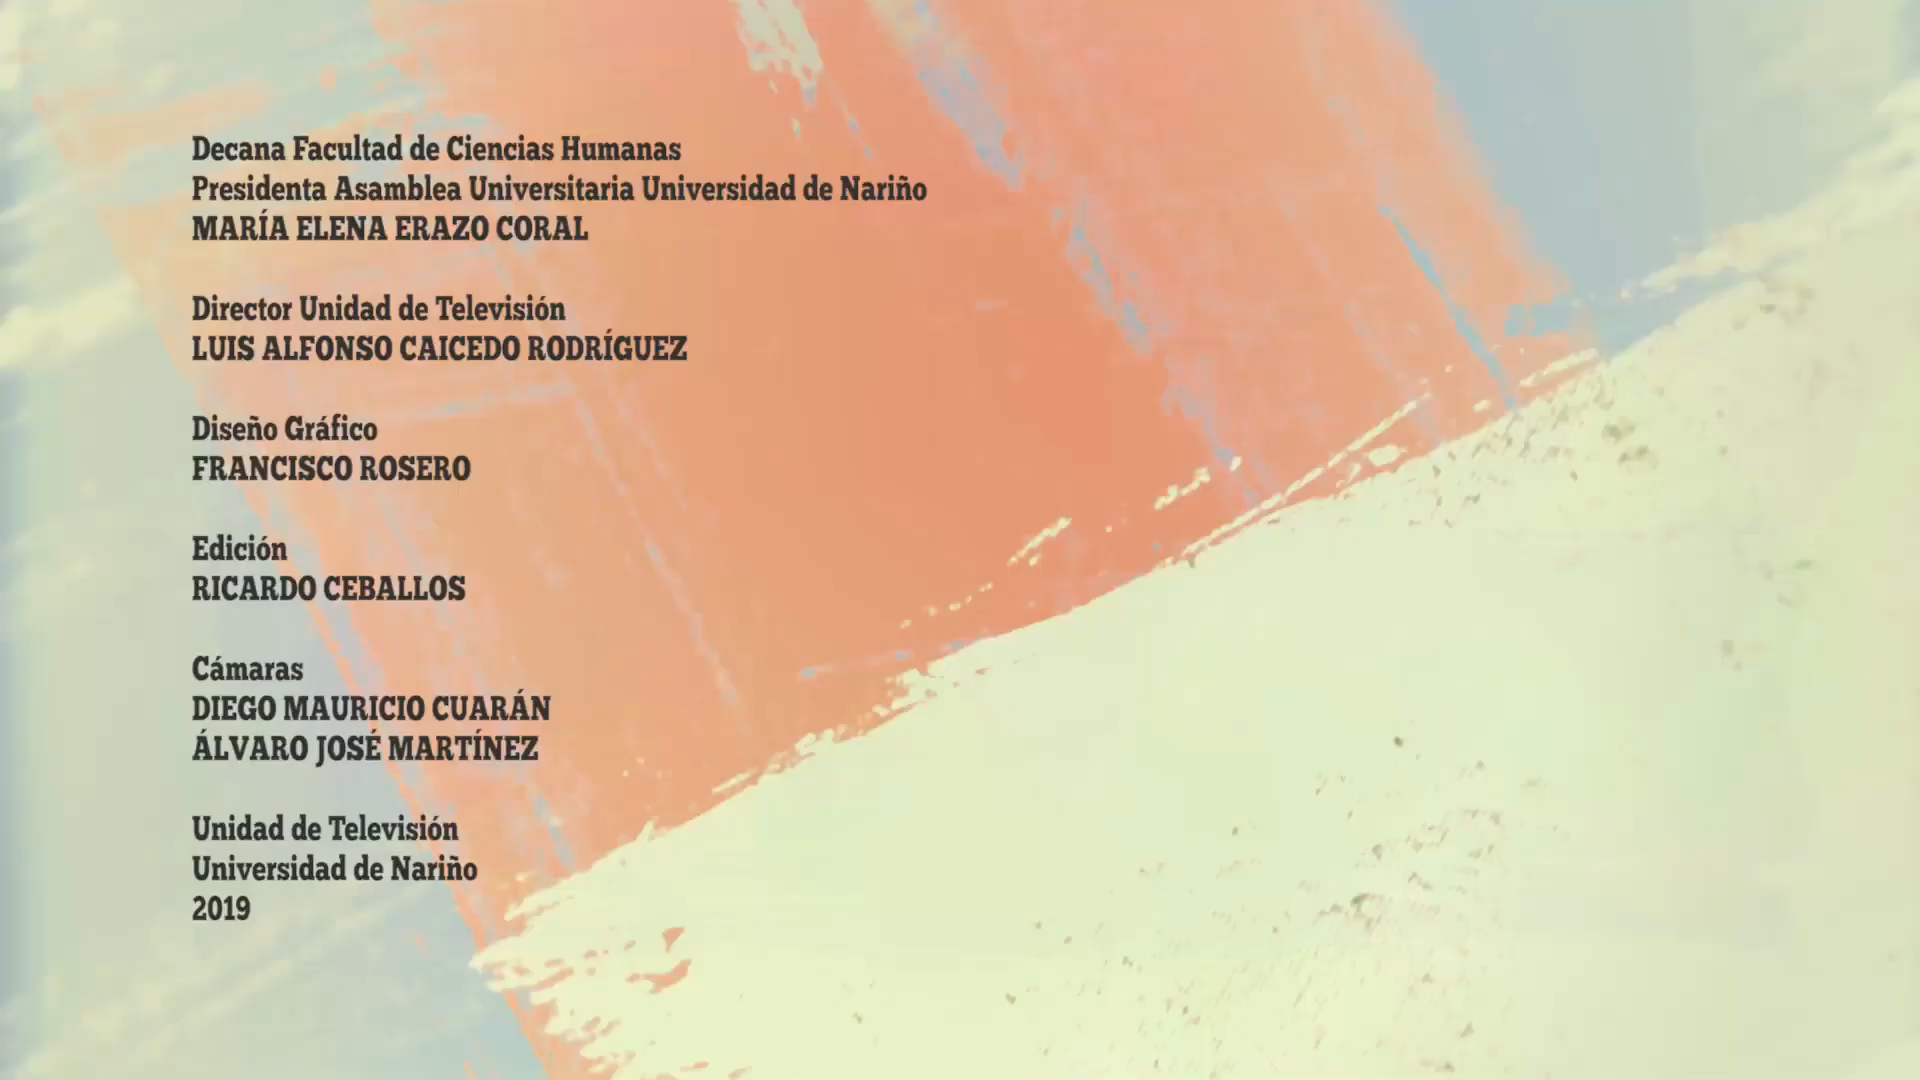 Decana Facultad de Ciencias Humanas
Presidenta Asamblea Universitaria Universidad de Nariño
MARÍA ELENA ERAZO CORAL
Director Unidad de Televisión
LUIS ALFONSO CAICEDO RODRÍGUEZ
Diseño Gráfico
FRANCISCO ROSERO
Edición
RICARDO CEBALLOS
Cámaras
DIEGO MAURICIO CUARÁN
ÁLVARO JOSÉ MARTÍNEZ
Unidad de Televisión
Universidad de Nariño
2019